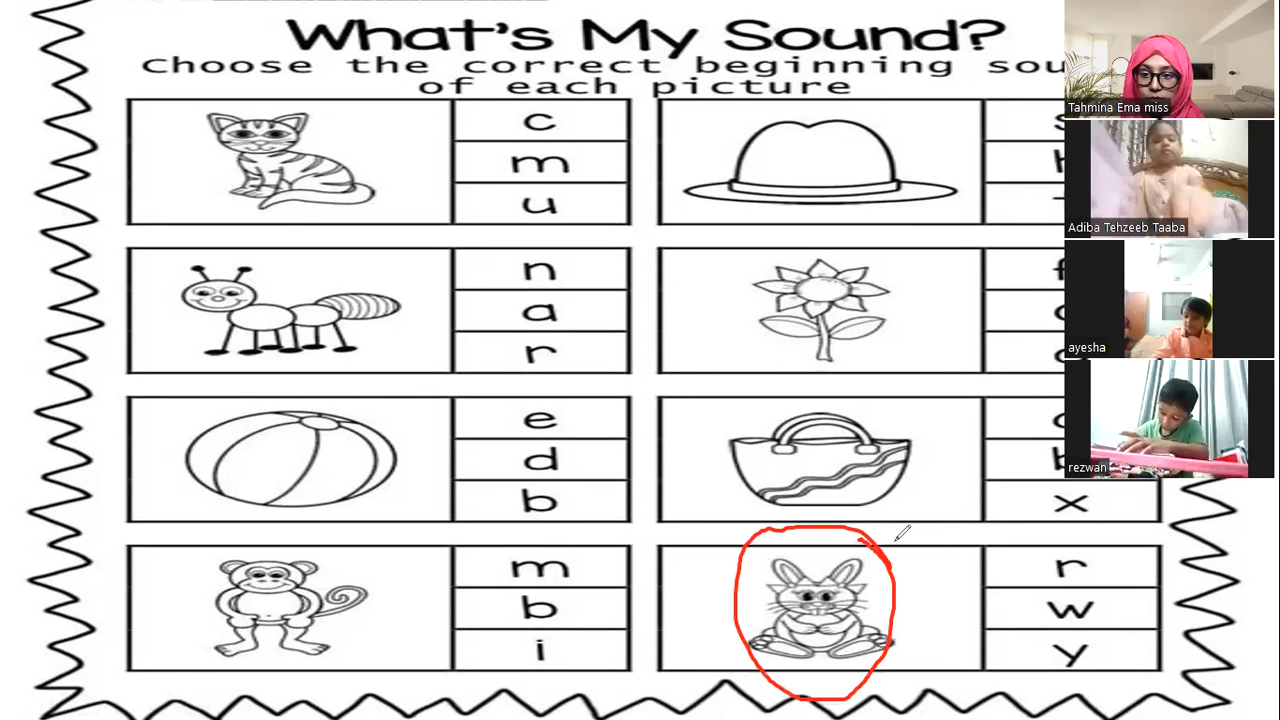 What's My Sound?
Choose the correct beginning sou
of each picture
c
m
u
n
a
r
e
d
b
x
m
b
i
r
w
y
Tahmina Ema miss
Adiba Tehzeeb Taaba
ayesha
rezwan